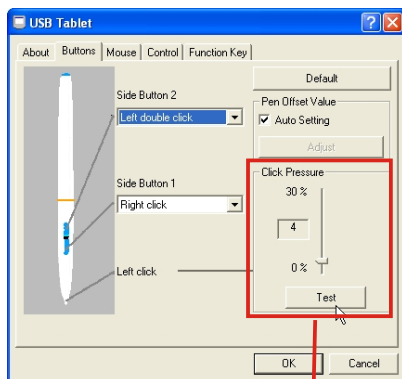 USB Tablet
About Buttons Mouse Control Function Key
Default
Side Button 2
Left double click
Pen Offset Value
Auto Setting
Adjust
Side Button 1
Right click
Click Pressure
30 %
4
0 %
Left click
Test
OK Cancel